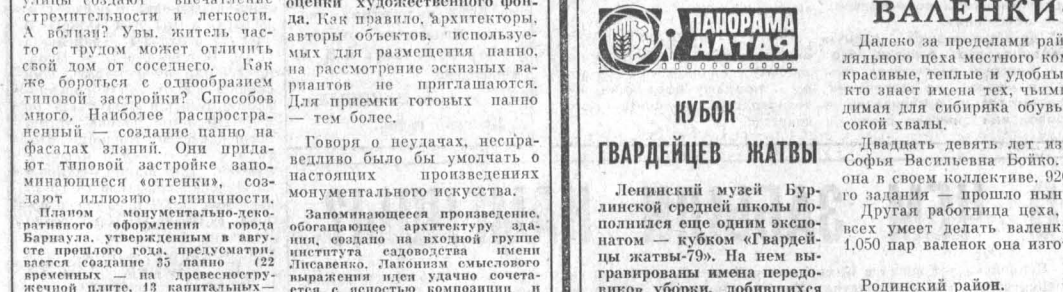 стремительности и легкости.
А вблизи? Увы, житель час-
то с трудом может отличить
свой дом от соседнего. Как
же бороться с однообразием
типовой застройки? Способов
много. Наиболее распростра-
ненный — создание панно на
фасадах зданий. Они прида-
ют типовой застройке запо-
минающиеся «оттенки», соз-
дают иллюзию единичности.
Планом монументально-деко-
ративного оформления города
Барнаула, утвержденным в авгу-
сте прошлого года, предусматри-
вается создание 35 панно (22
временных — на древесностру-
жечной плите, 13 капитальных—
оценки художественного фон-
да. Как правило, архитекторы,
авторы объектов, используе-
мых для размещения панно,
на рассмотрение эскизных ва-
риантов не приглашаются.
Для приемки готовых панно
— тем более.
Говоря о неудачах, неспра-
ведливо было бы умолчать о
настоящих произведениях
монументального искусства.
Запоминающееся произведение,
обогащающее архитектуру зда-
ния, создано на входной группе
института садоводства имени
Лисавенко. Лаконизм смыслового
выражения идеи удачно сочета-
ется с ясностью композиции и
ПАНОРАМА
АЛТАЯ
КУБОК
ГВАРДЕЙЦЕВ ЖАТВЫ
Ленинский музей Бур-
линской средней школы по-
полнился еще одним экспо-
натом — кубком «Гвардей-
цы жатвы-79». На нем вы-
гравированы имена передо-
виков уборки, добившихся
ВАЛЕНКИ
Далеко за пределами рай
ляльного цеха местного ком
красивые, теплые и удобны
кто знает имена тех, чьими
димая для сибиряка обувь
сокой хвалы.
Двадцать девять лет из
Софья Васильевна Бойко.
она в своем коллективе. 920
го задания — прошло ны
Другая работница цеха,
всех умеет делать валенк
1.050 пар валенок она изго
Родинский район.